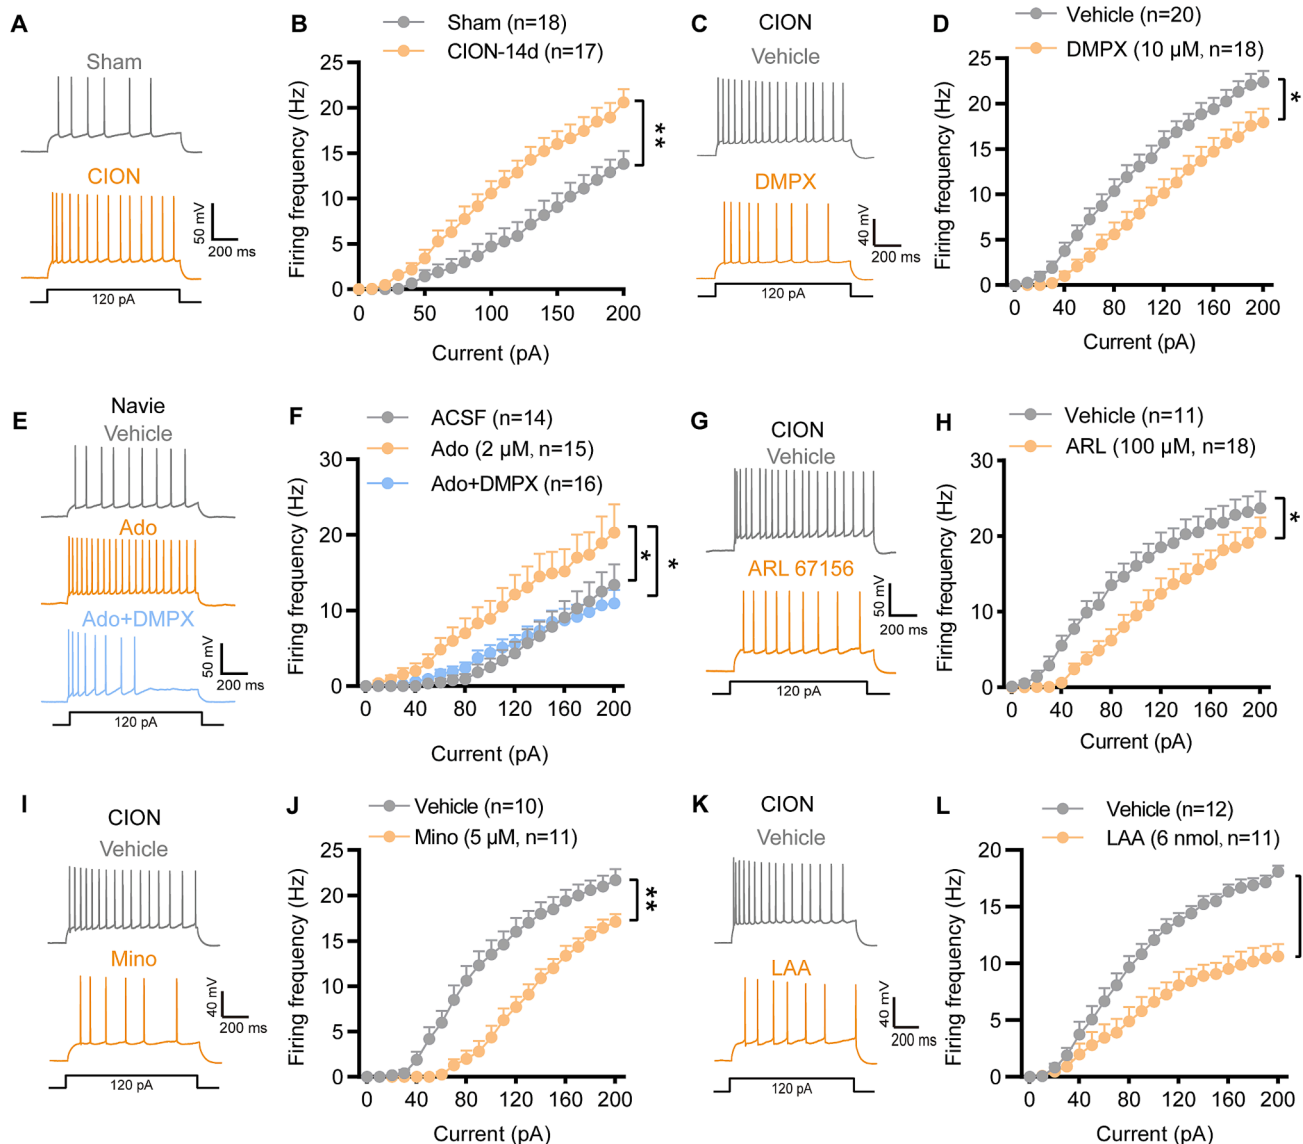 A
Sham
CION
50 mV
200 ms
120 pA
B
Sham (n=18)
CION-14d (n=17)
Firing frequency (Hz)
25
20
15
10
5
0
**
0 50 100 150 200
Current (pA)
C
CION
Vehicle
DMPX
40 mV
200 ms
120 pA
D
Vehicle (n=20)
DMPX (10 µM, n=18)
Firing frequency (Hz)
25
20
15
10
5
0
*
0 40 80 120 160 200
Current (pA)
E
Navie
Vehicle
Ado
Ado+DMPX
50 mV
200 ms
120 pA
F
ACSF (n=14)
Ado (2 µM, n=15)
Ado+DMPX (n=16)
Firing frequency (Hz)
30
20
10
0
* *
0 40 80 120 160 200
Current (pA)
G
CION
Vehicle
ARL 67156
50 mV
200 ms
120 pA
H
Vehicle (n=11)
ARL (100 µM, n=18)
Firing frequency (Hz)
30
20
10
0
*
0 40 80 120 160 200
Current (pA)
I
CION
Vehicle
Mino
40 mV
200 ms
120 pA
J
Vehicle (n=10)
Mino (5 µM, n=11)
Firing frequency (Hz)
25
20
15
10
5
0
**
0 40 80 120 160 200
Current (pA)
K
CION
Vehicle
LAA
40 mV
200 ms
120 pA
L
Vehicle (n=12)
LAA (6 nmol, n=11)
Firing frequency (Hz)
20
15
10
5
0
0 40 80 120 160 200
Current (pA)